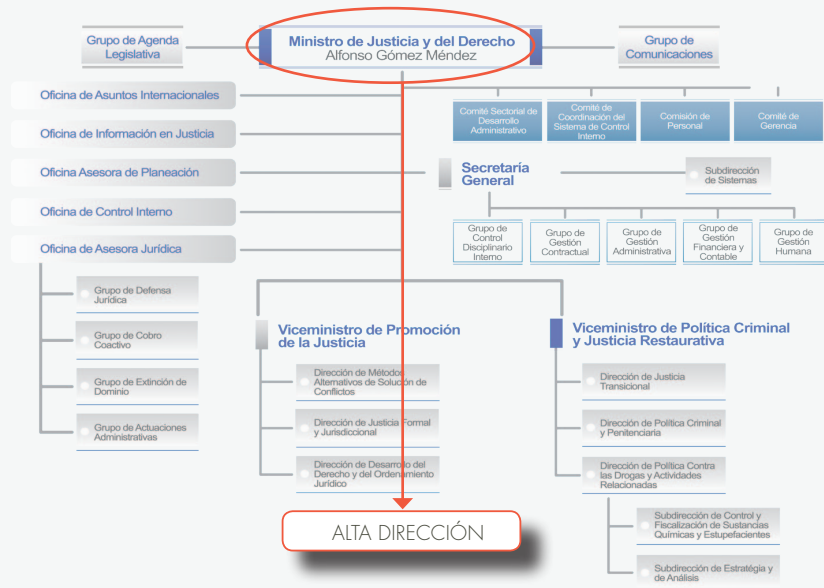 Grupo de Agenda
Legislativa
Ministro de Justicia y del Derecho
Alfonso Gómez Méndez
Grupo de
Comunicaciones
Oficina de Asuntos Internacionales
Oficina de Información en Justicia
Oficina Asesora de Planeación
Oficina de Control Interno
Oficina de Asesora Jurídica
Comité Sectorial de
Desarrollo
Administrativo
Comité de
Coordinación del
Sistema de Control
Interno
Comisión de
Personal
Comité de
Gerencia
Secretaría
General
Subdirección
de Sistemas
Grupo de
Control
Disciplinario
Interno
Grupo de
Gestión
Contractual
Grupo de
Gestión
Administrativa
Grupo de
Gestión
Financiera y
Contable
Grupo de
Gestión
Humana
Grupo de Defensa
Jurídica
Grupo de Cobro
Coactivo
Grupo de Extinción de
Dominio
Grupo de Actuaciones
Administrativas
Viceministro de Promoción
de la Justicia
Dirección de Métodos
Alternativos de Solución de
Conflictos
Dirección de Justicia Formal
y Jurisdiccional
Dirección de Desarrollo del
Derecho y del Ordenamiento
Jurídico
Viceministro de Política Criminal
y Justicia Restaurativa
Dirección de Justicia
Transicional
Dirección de Política Criminal
y Penitenciaria
Dirección de Política Contra
las Drogas y Actividades
Relacionadas
Subdirección de Control y
Fiscalización de Sustancias
Químicas y Estupefacientes
Subdirección de Estratégia y
de Análisis
ALTA DIRECCIÓN